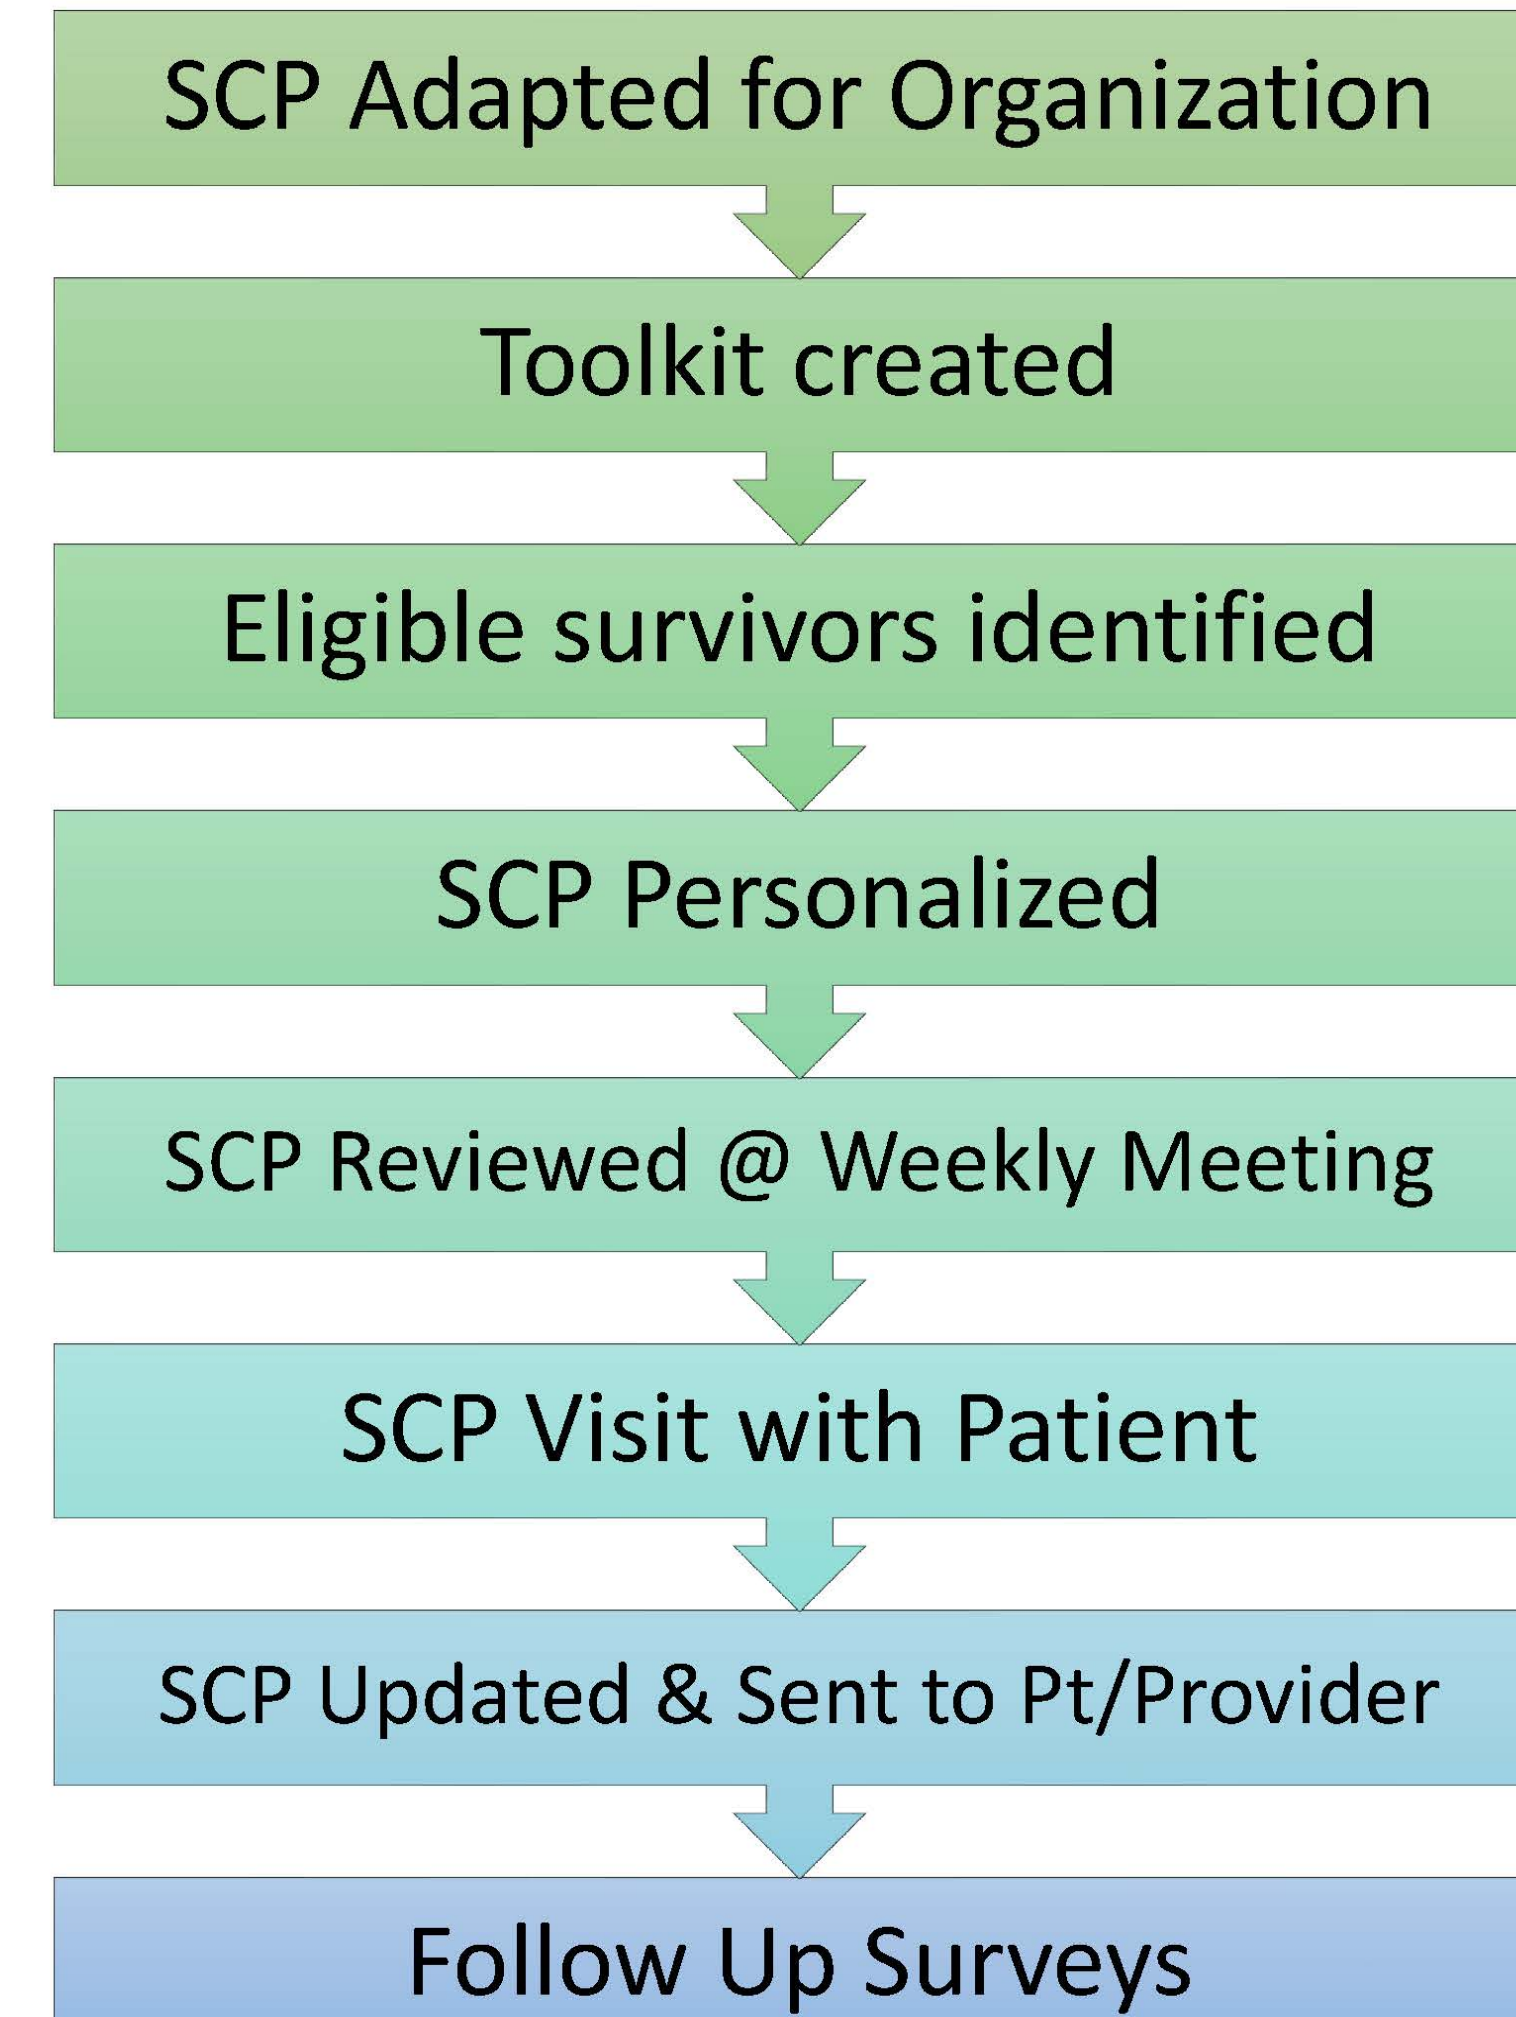 SCP Adapted for Organization
Toolkit created
Eligible survivors identified
SCP Personalized
SCP Reviewed @ Weekly Meeting
SCP Visit with Patient
SCP Updated & Sent to Pt/Provider
Follow Up Surveys